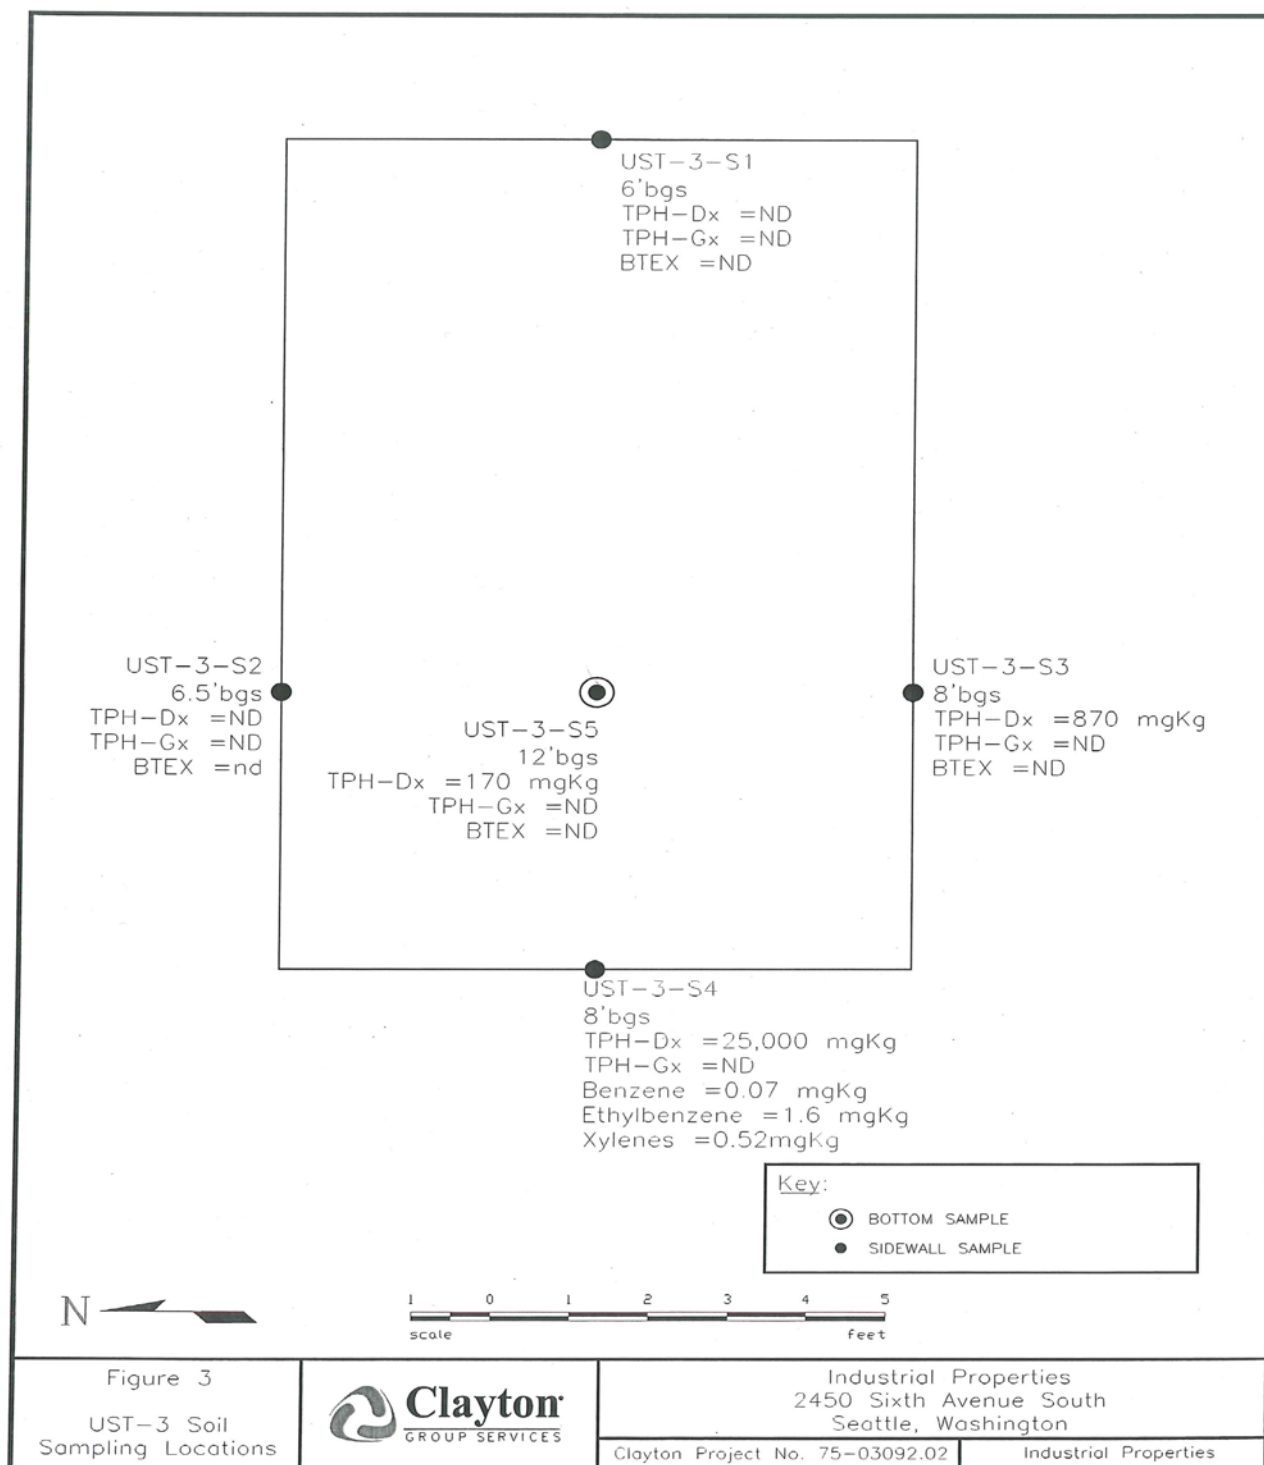 UST-3-S1
6'bgs
TPH-Dx =ND
TPH-Gx =ND
BTEX =ND
UST-3-S2
6.5'bgs
TPH-Dx =ND
TPH-Gx =ND
BTEX =nd
UST-3-S5
12'bgs
TPH-Dx =170 mgKg
TPH-Gx =ND
BTEX =ND
UST-3-S3
8'bgs
TPH-Dx =870 mgKg
TPH-Gx =ND
BTEX =ND
UST-3-S4
8'bgs
TPH-Dx =25,000 mgKg
TPH-Gx =ND
Benzene =0.07 mgKg
Ethylbenzene =1.6 mgKg
Xylenes =0.52mgKg
Key:
BOTTOM SAMPLE
SIDEWALL SAMPLE
N
1 0 1 2 3 4 5
scale feet
Figure 3
UST-3 Soil
Sampling Locations
Clayton
GROUP SERVICES
Industrial Properties
2450 Sixth Avenue South
Seattle, Washington
Clayton Project No. 75-03092.02
Industrial Properties